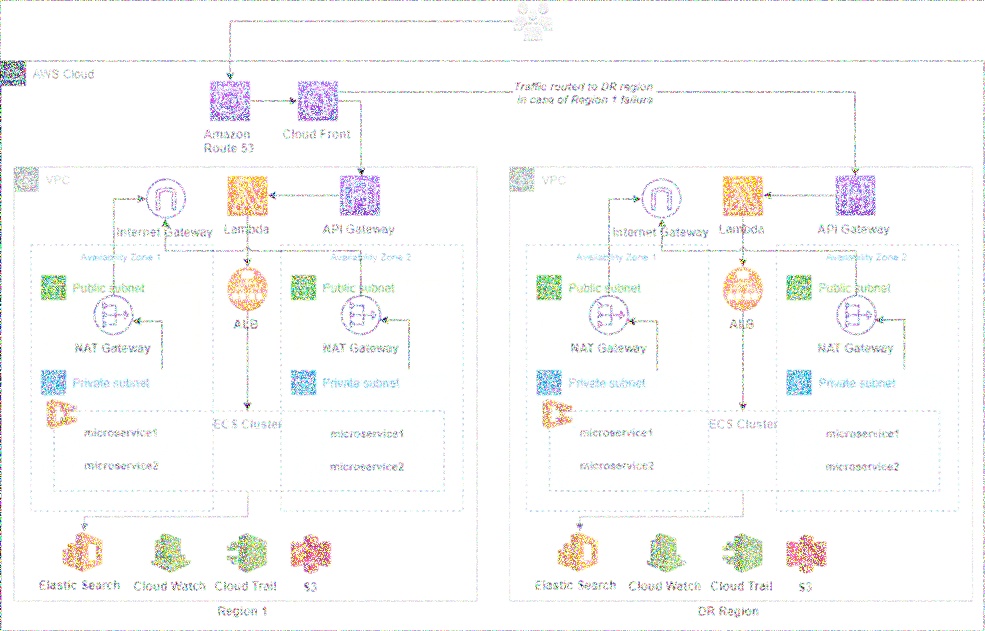 AWS Cloud
Traffic routed to DR region
in case of Region 1 failure
Amazon
Route 53
Cloud Front
VPC
VPC
Internet Gateway
Lambda
API Gateway
Internet Gateway
Lambda
API Gateway
Availability Zone 1
Availability Zone 2
Availability Zone 1
Availability Zone 2
Public subnet
Public subnet
Public subnet
Public subnet
ALB
ALB
NAT Gateway
NAT Gateway
NAT Gateway
NAT Gateway
Private subnet
Private subnet
Private subnet
Private subnet
ECS Cluster
ECS Cluster
microservice1
microservice1
microservice1
microservice1
microservice2
microservice2
microservice2
microservice2
Elastic Search
Cloud Watch
Cloud Trail
S3
Elastic Search
Cloud Watch
Cloud Trail
S3
Region 1
DR Region